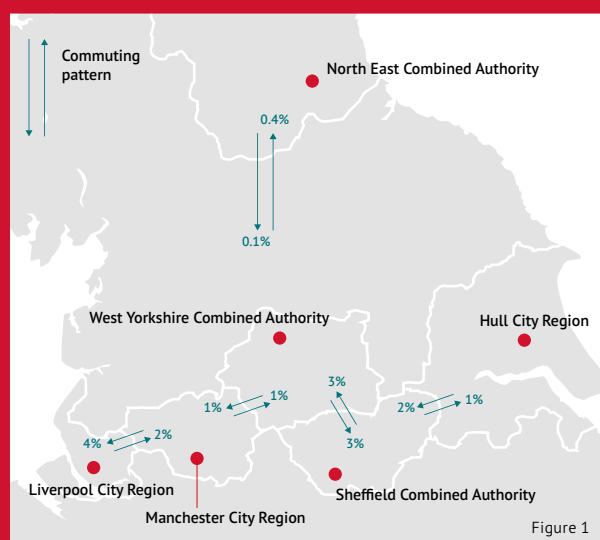 Commuting
pattern
North East Combined Authority
0.4%
0.1%
West Yorkshire Combined Authority
Hull City Region
3%
1%
1%
2%
1%
4%
2%
3%
Liverpool City Region
Sheffield Combined Authority
Manchester City Region
Figure 1